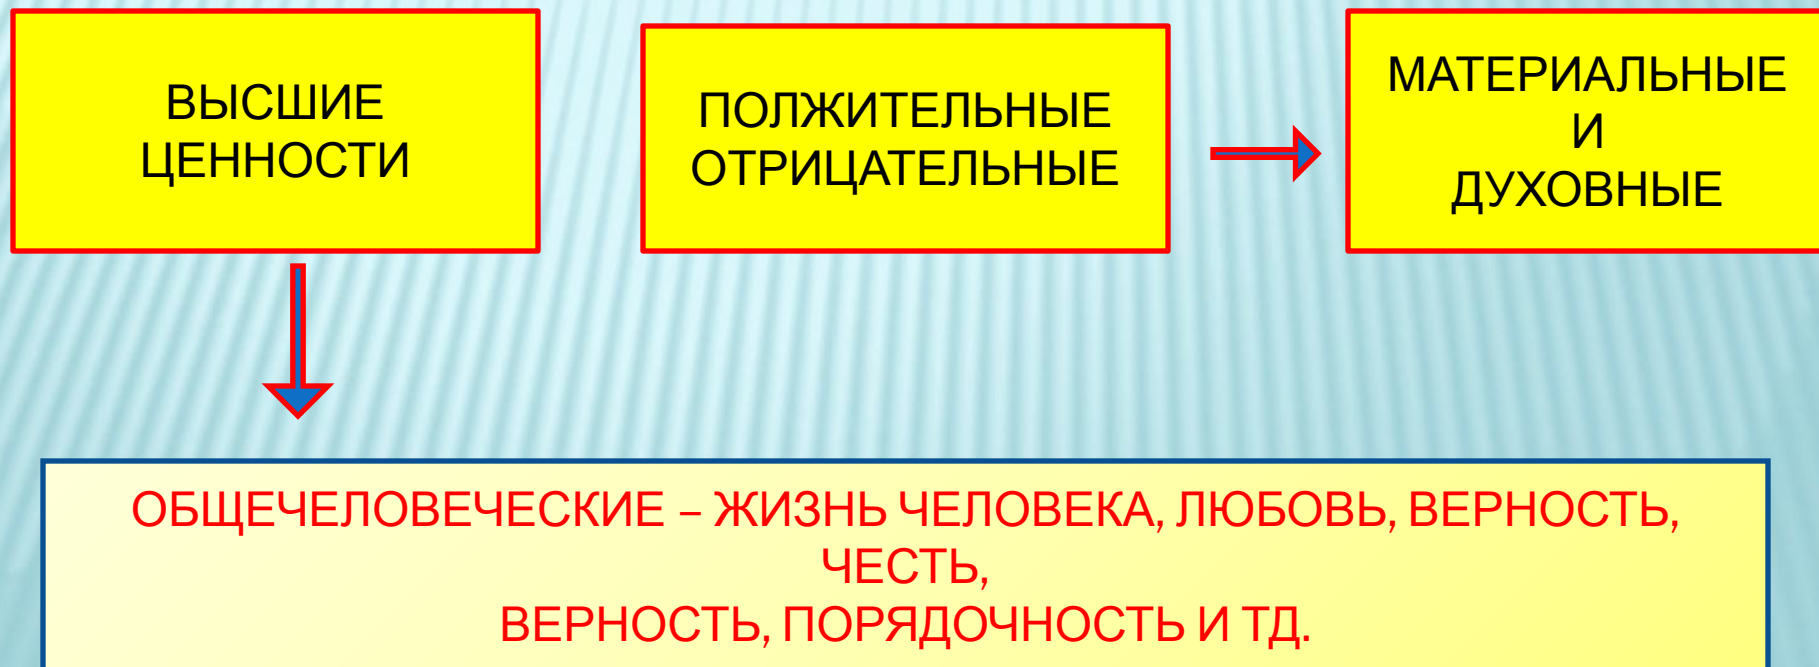 ВЫСШИЕ
ЦЕННОСТИ
ПОЛЖИТЕЛЬНЫЕ
ОТРИЦАТЕЛЬНЫЕ
МАТЕРИАЛЬНЫЕ
И
ДУХОВНЫЕ
ОБЩЕЧЕЛОВЕЧЕСКИЕ – ЖИЗНЬ ЧЕЛОВЕКА, ЛЮБОВЬ, ВЕРНОСТЬ,
ЧЕСТЬ,
ВЕРНОСТЬ, ПОРЯДОЧНОСТЬ И ТД.